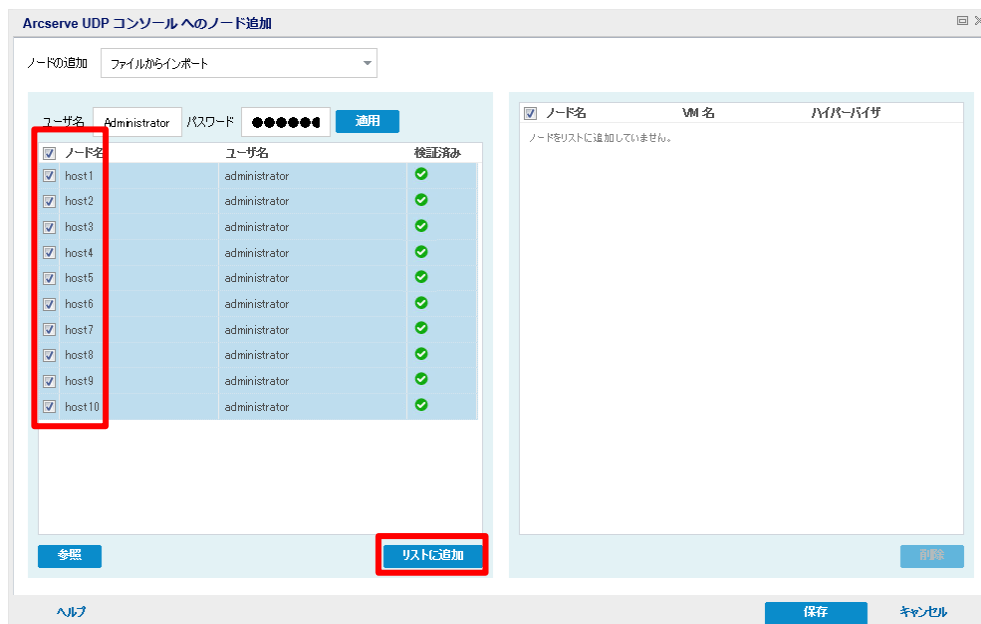 Arcserve UDP コンソール へのノード追加
ノードの追加 ファイルからインポート
ユーザ名 Administrator パスワード ●●●●●● 適用
ノード名 ユーザ名 検証済み
host1 administrator
host2 administrator
host3 administrator
host4 administrator
host5 administrator
host6 administrator
host7 administrator
host8 administrator
host9 administrator
host10 administrator
参照 リストに追加
ノード名 VM 名 ハイパーバイザ
ノードをリストに追加していません。
削除
ヘルプ 保存 キャンセル